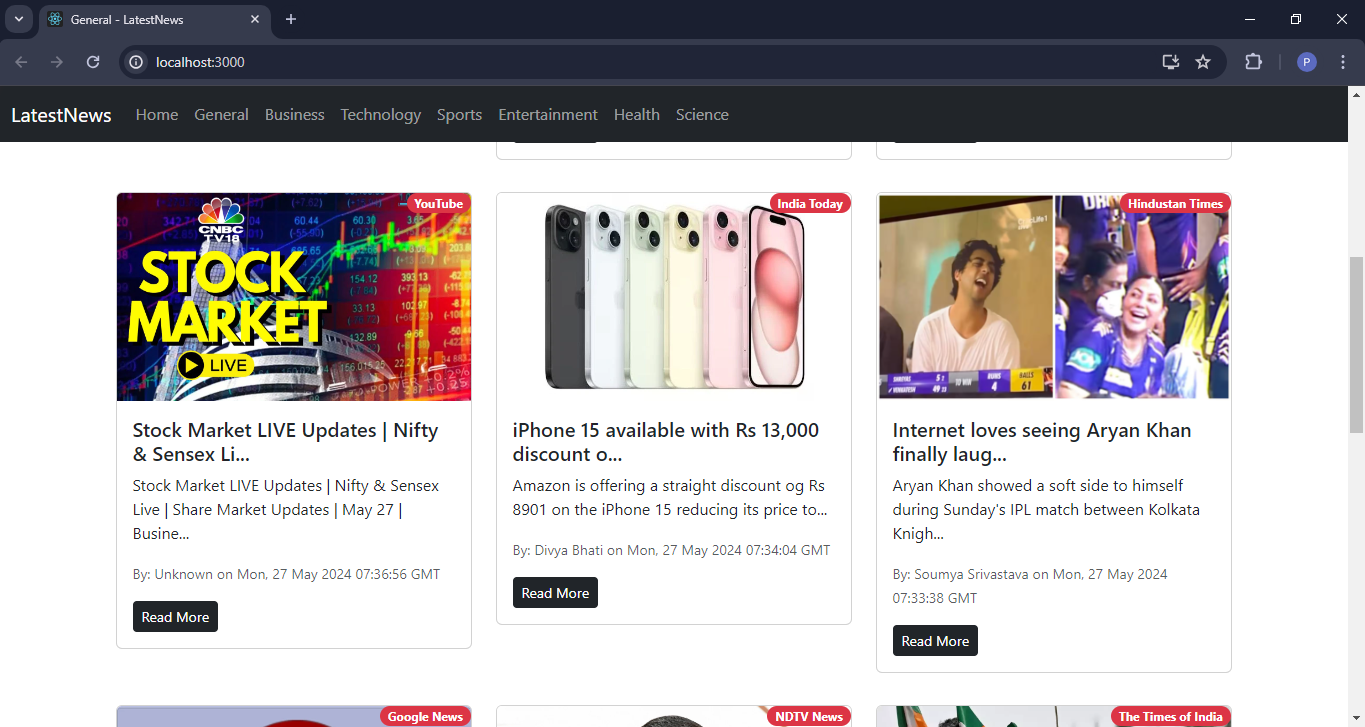 General - LatestNews
localhost:3000
P
LatestNews Home General Business Technology Sports Entertainment Health Science
YouTube
CNBC
TV18
STOCK
MARKET
LIVE
Stock Market LIVE Updates | Nifty
& Sensex Li...
Stock Market LIVE Updates | Nifty & Sensex
Live | Share Market Updates | May 27 |
Busine...
By: Unknown on Mon, 27 May 2024 07:36:56 GMT
Read More
India Today
iPhone 15 available with Rs 13,000
discount o...
Amazon is offering a straight discount og Rs
8901 on the iPhone 15 reducing its price to...
By: Divya Bhati on Mon, 27 May 2024 07:34:04 GMT
Read More
Hindustan Times
TO WIN
RUNS
4
BALLS
61
Internet loves seeing Aryan Khan
finally laug...
Aryan Khan showed a soft side to himself
during Sunday's IPL match between Kolkata
Knigh...
By: Soumya Srivastava on Mon, 27 May 2024
07:33:38 GMT
Read More
Google News
NDTV News
The Times of India